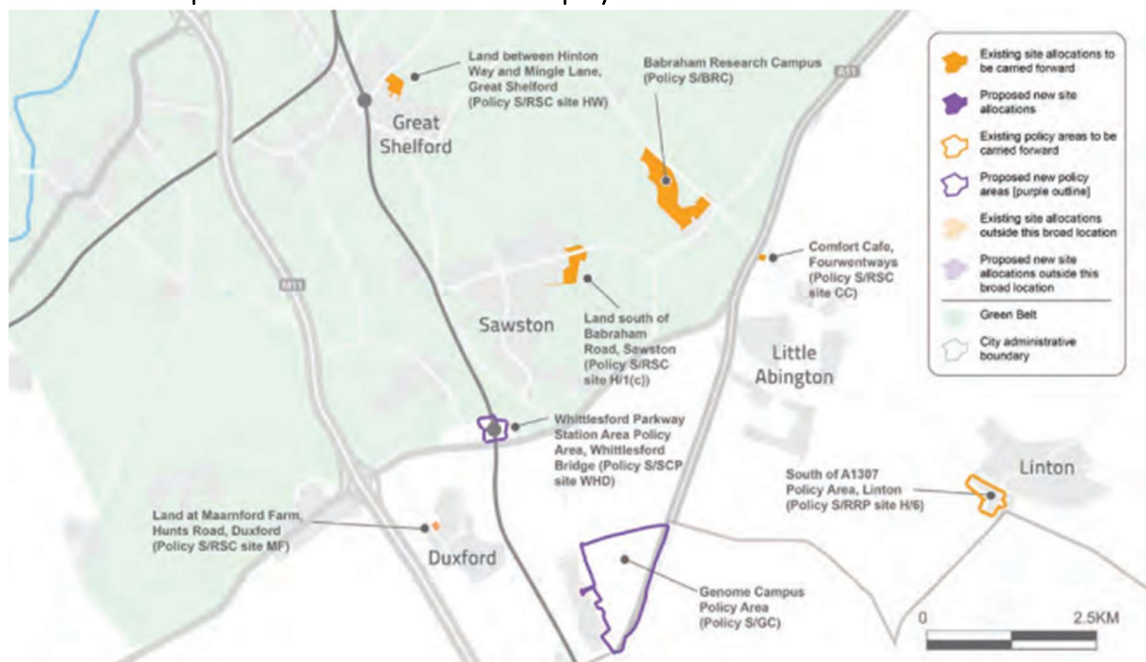 Land between Hinton
Way and Mingle Lane,
Great Shelford
(Policy S/RSC site HW)
Babraham Research Campus
(Policy S/BRC)
A11
Great
Shelford
M11
Comfort Cafe,
Fourwentways
(Policy S/RSC
site CC)
Sawston
Land south of
Babraham
Road, Sawston
(Policy S/RSC
site H/1(c))
Little
Abington
Whittlesford Parkway
Station Area Policy
Area, Whittlesford
Bridge (Policy S/SCP
site WHD)
South of A1307
Policy Area, Linton
(Policy S/RRP site H/6)
Linton
Land at Maarnford Farm,
Hunts Road, Duxford
(Policy S/RSC site MF)
Duxford
Genome Campus
Policy Area
(Policy S/GC)
0
2.5KM
Existing site allocations to
be carried forward
Proposed new site
allocations
Existing policy areas to be
carried forward
Proposed new policy
areas [purple outline]
Existing site allocations
outside this broad location
Proposed new site
allocations outside this
broad location
Green Belt
City administrative
boundary